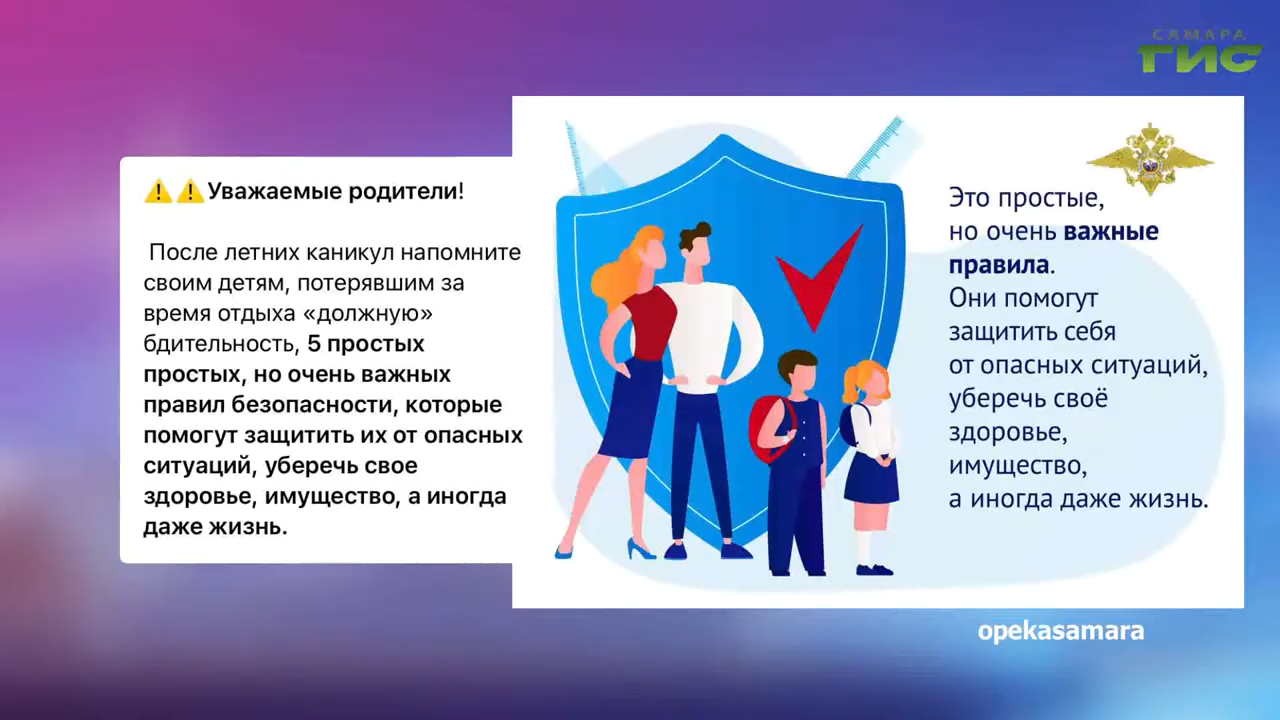 САМАРА
ГИС
⚠️⚠️Уважаемые родители!
После летних каникул напомните
своим детям, потерявшим за
время отдыха «должную»
бдительность, 5 простых
простых, но очень важных
правил безопасности, которые
помогут защитить их от опасных
ситуаций, уберечь свое
здоровье, имущество, а иногда
даже жизнь.
Это простые,
но очень важные
правила.
Они помогут
защитить себя
от опасных ситуаций,
уберечь своё
здоровье,
имущество,
а иногда даже жизнь.
opekasamara